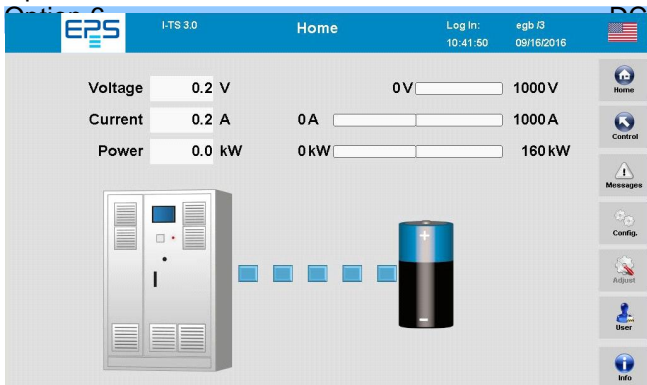 EPS
I-TS 3.0
Home
Log In: egb /3
10:41:50 09/16/2016
Voltage 0.2 V 0 V 1000 V
Current 0.2 A 0 A 1000 A
Power 0.0 kW 0 kW 160 kW
Home
Control
Messages
Config.
Adjust
User
Info
+
-